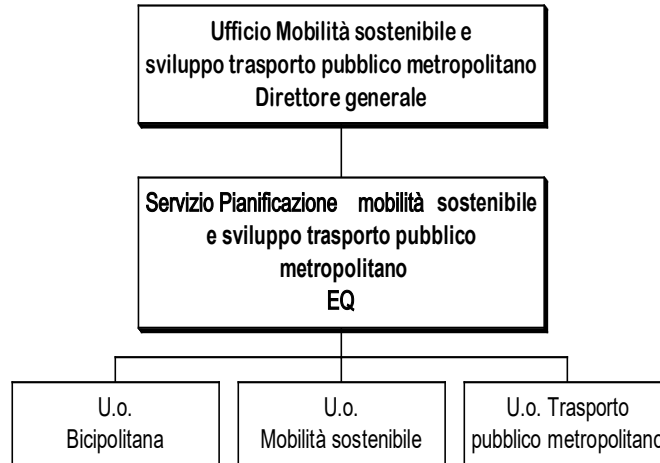 Ufficio Mobilità sostenibile e
sviluppo trasporto pubblico metropolitano
Direttore generale
Servizio Pianificazione mobilità sostenibile
e sviluppo trasporto pubblico
metropolitano
EQ
U.o.
Bicipolitana
U.o.
Mobilità sostenibile
U.o. Trasporto
pubblico metropolitano